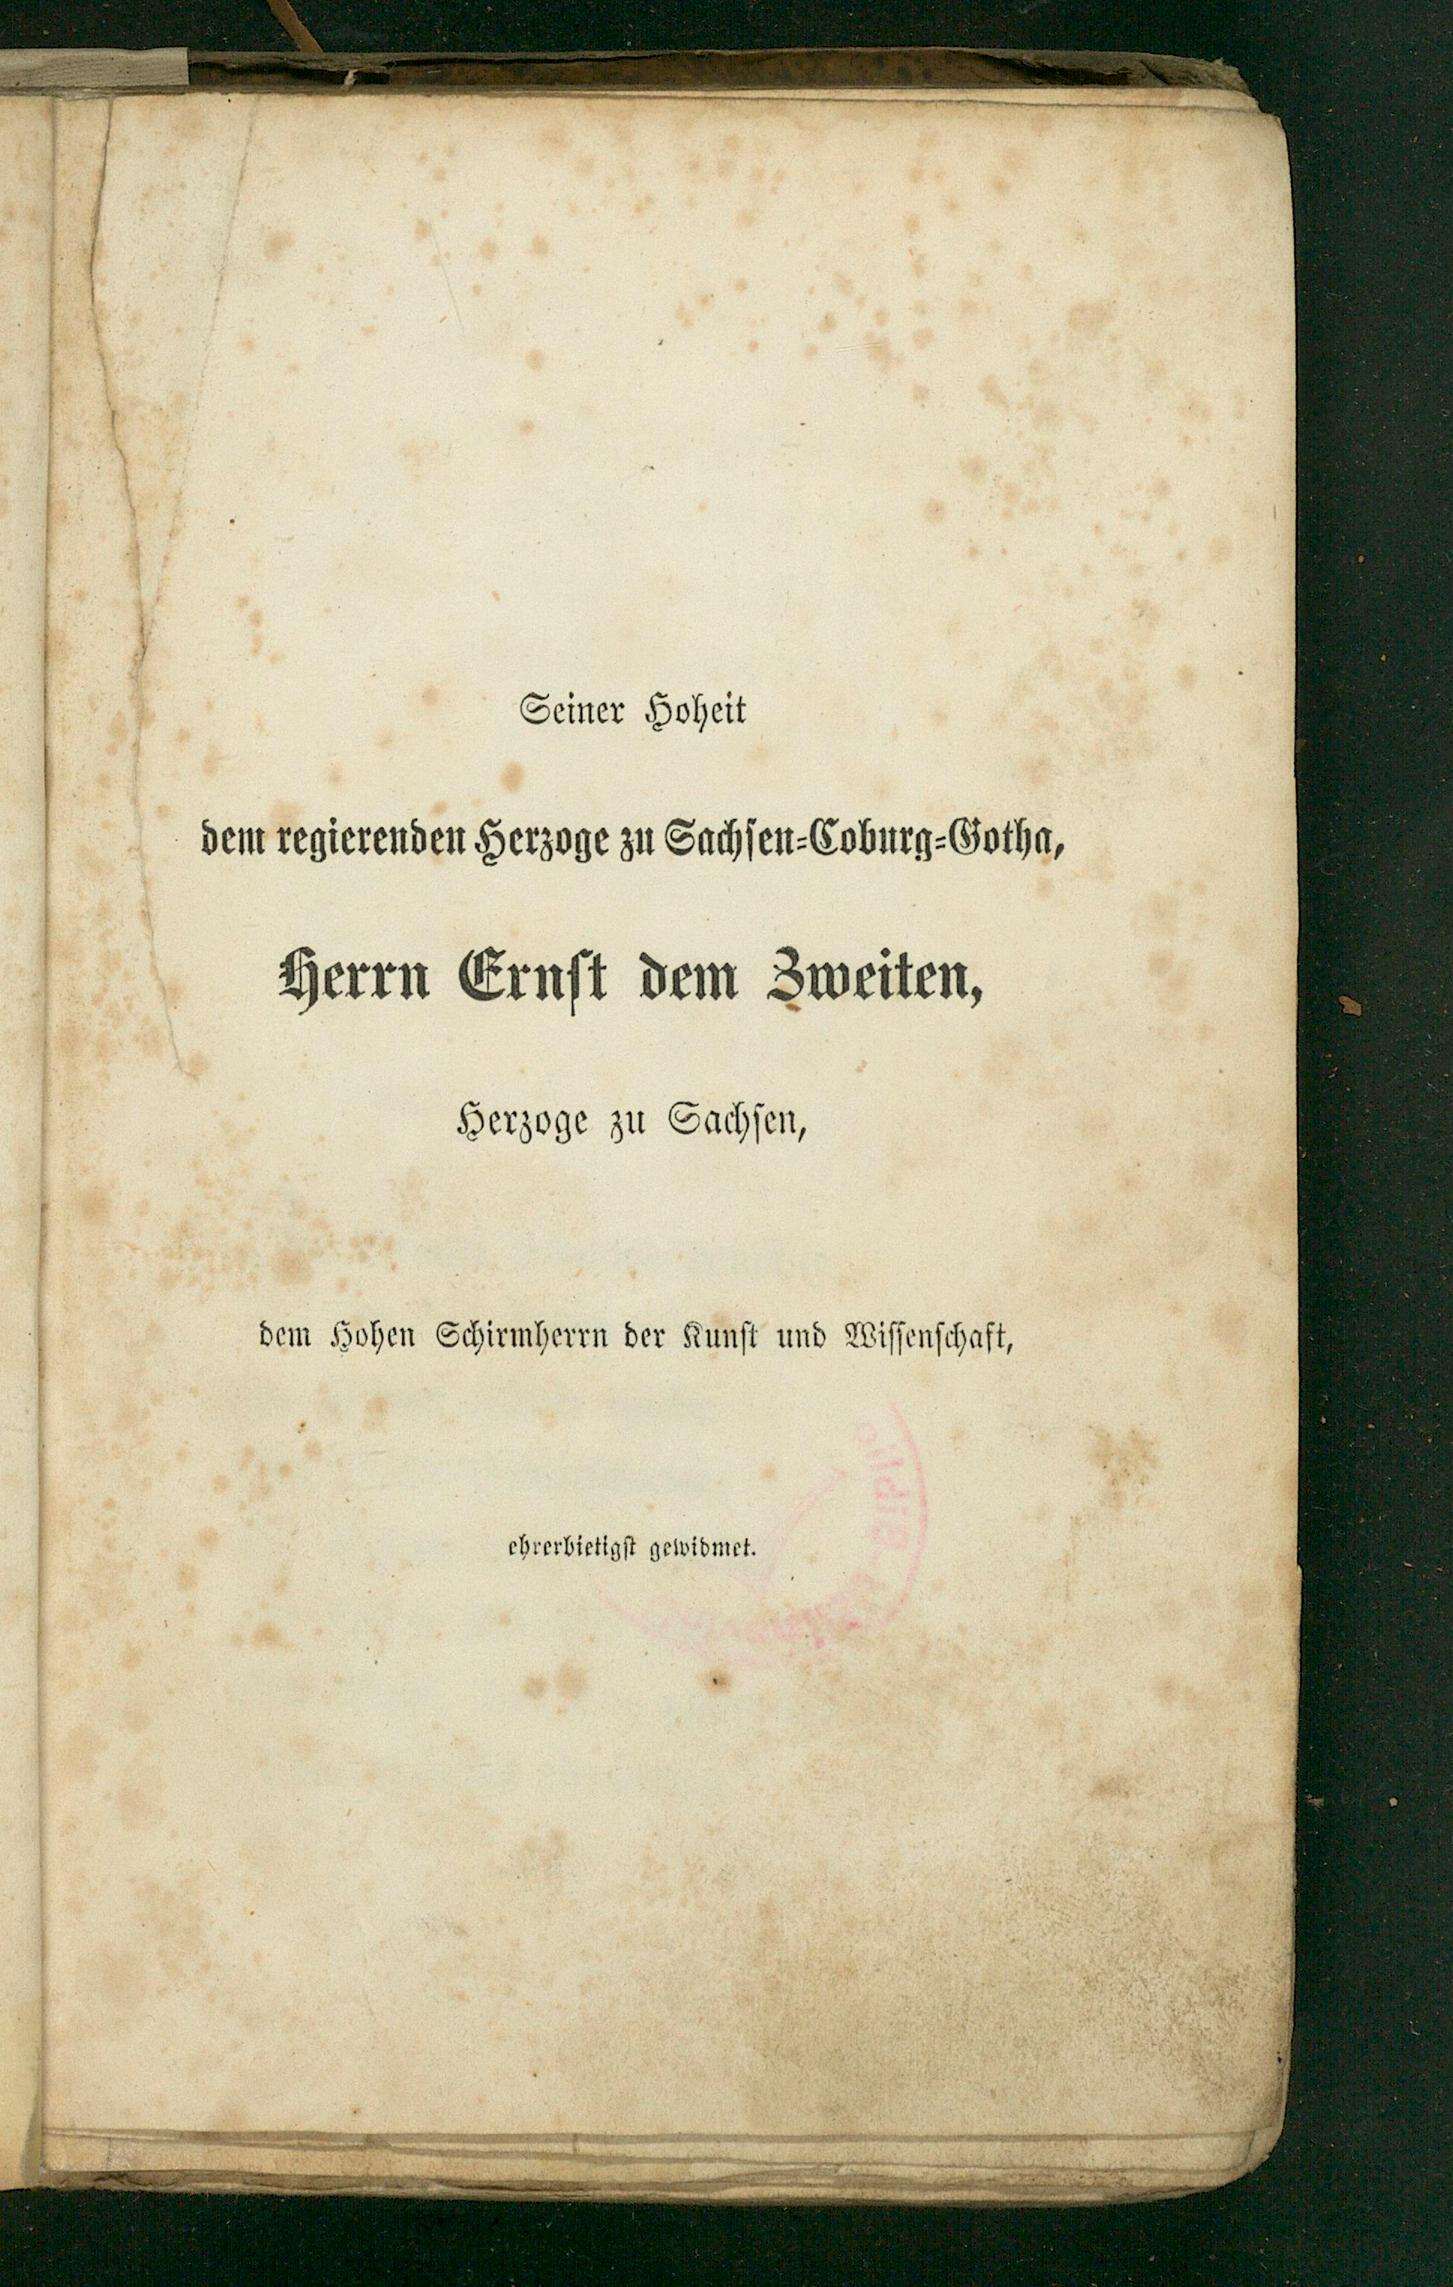 Seiner Hoheit
dem regierenden Herzoge zu Sachsen-Coburg-Gotha,
Herrn Ernst dem Zweiten,
Herzoge zu Sachsen,
dem Hohen Schirmherrn der Kunst und Wissenschaft,
ehrerbietigst gewidmet.